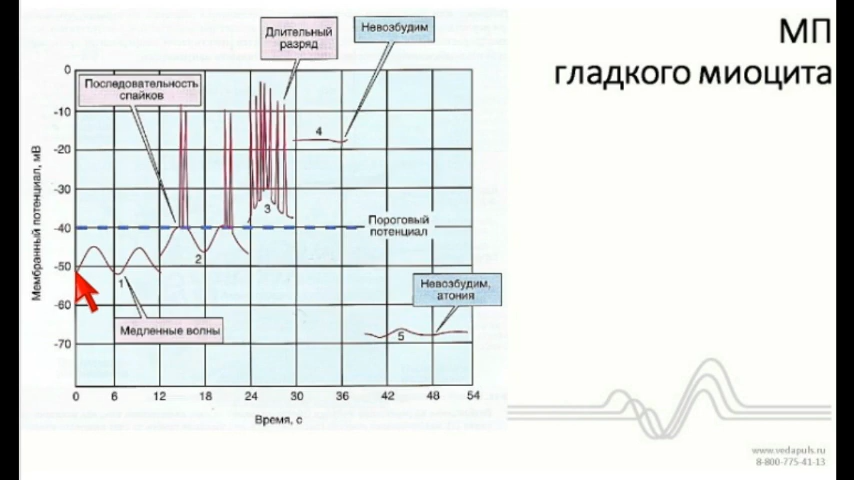 МП
гладкого миоцита
Длительный
разряд
Невозбудим
Последовательность
спайков
0
-10
-20
-30
-40
-50
-60
-70
-80
Мембранный потенциал, мВ
4
3
Пороговый
потенциал
2
1
Невозбудим,
атония
Медленные волны
5
0 6 12 18 24 30 36 42 48 54
Время, с
www.vedapuls.ru
8-800-775-41-13